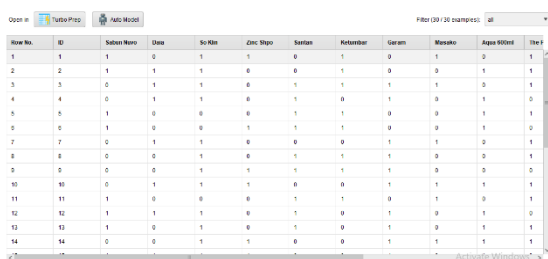 Open in Turbo Prep Auto Model Filter (30 / 30 examples): all
Row No. ID Sabun Nuvo Daia So Kin Zinc Shpo Santan Ketumbar Garam Masako Aqua 600ml The
1 1 1 0 1 1 0 1 0 1 0 1
2 2 1 1 1 0 1 1 0 0 1 1
3 3 0 1 1 0 1 1 1 1 0 1
4 4 0 1 1 0 1 0 1 0 1 0
5 5 1 0 0 0 1 1 0 0 1 1
6 6 1 0 0 1 1 1 0 0 1 0
7 7 0 1 1 0 0 0 1 1 0 1
8 8 0 0 1 0 1 1 1 0 0 1
9 9 0 0 1 1 1 1 1 0 0 1
10 10 0 1 1 1 0 0 1 1 1 1
11 11 1 0 0 0 1 1 0 1 0 1
12 12 1 1 1 0 1 0 1 0 1 0
13 13 1 0 1 0 1 0 1 0 1 1
14 14 0 0 1 1 0 0 1 1 1 1
Activate Windows